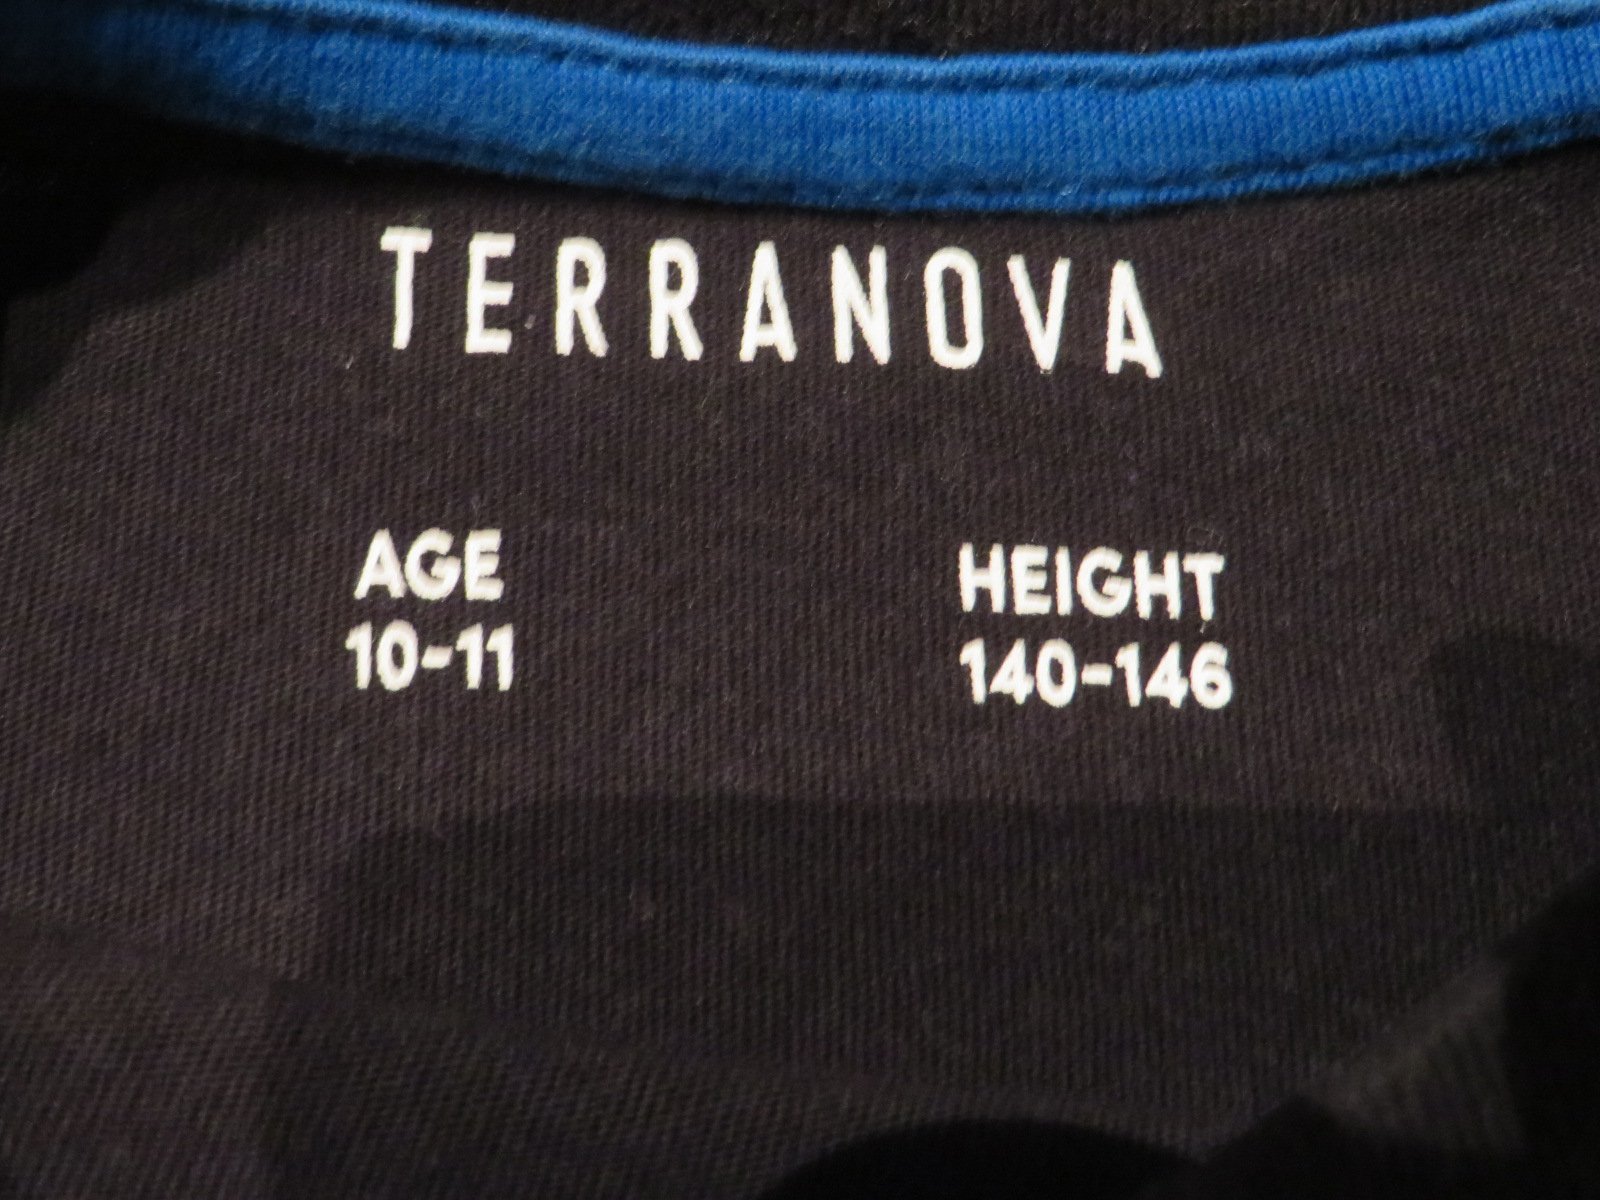 TERRANOVA
AGE HEIGHT
10-11 140-146